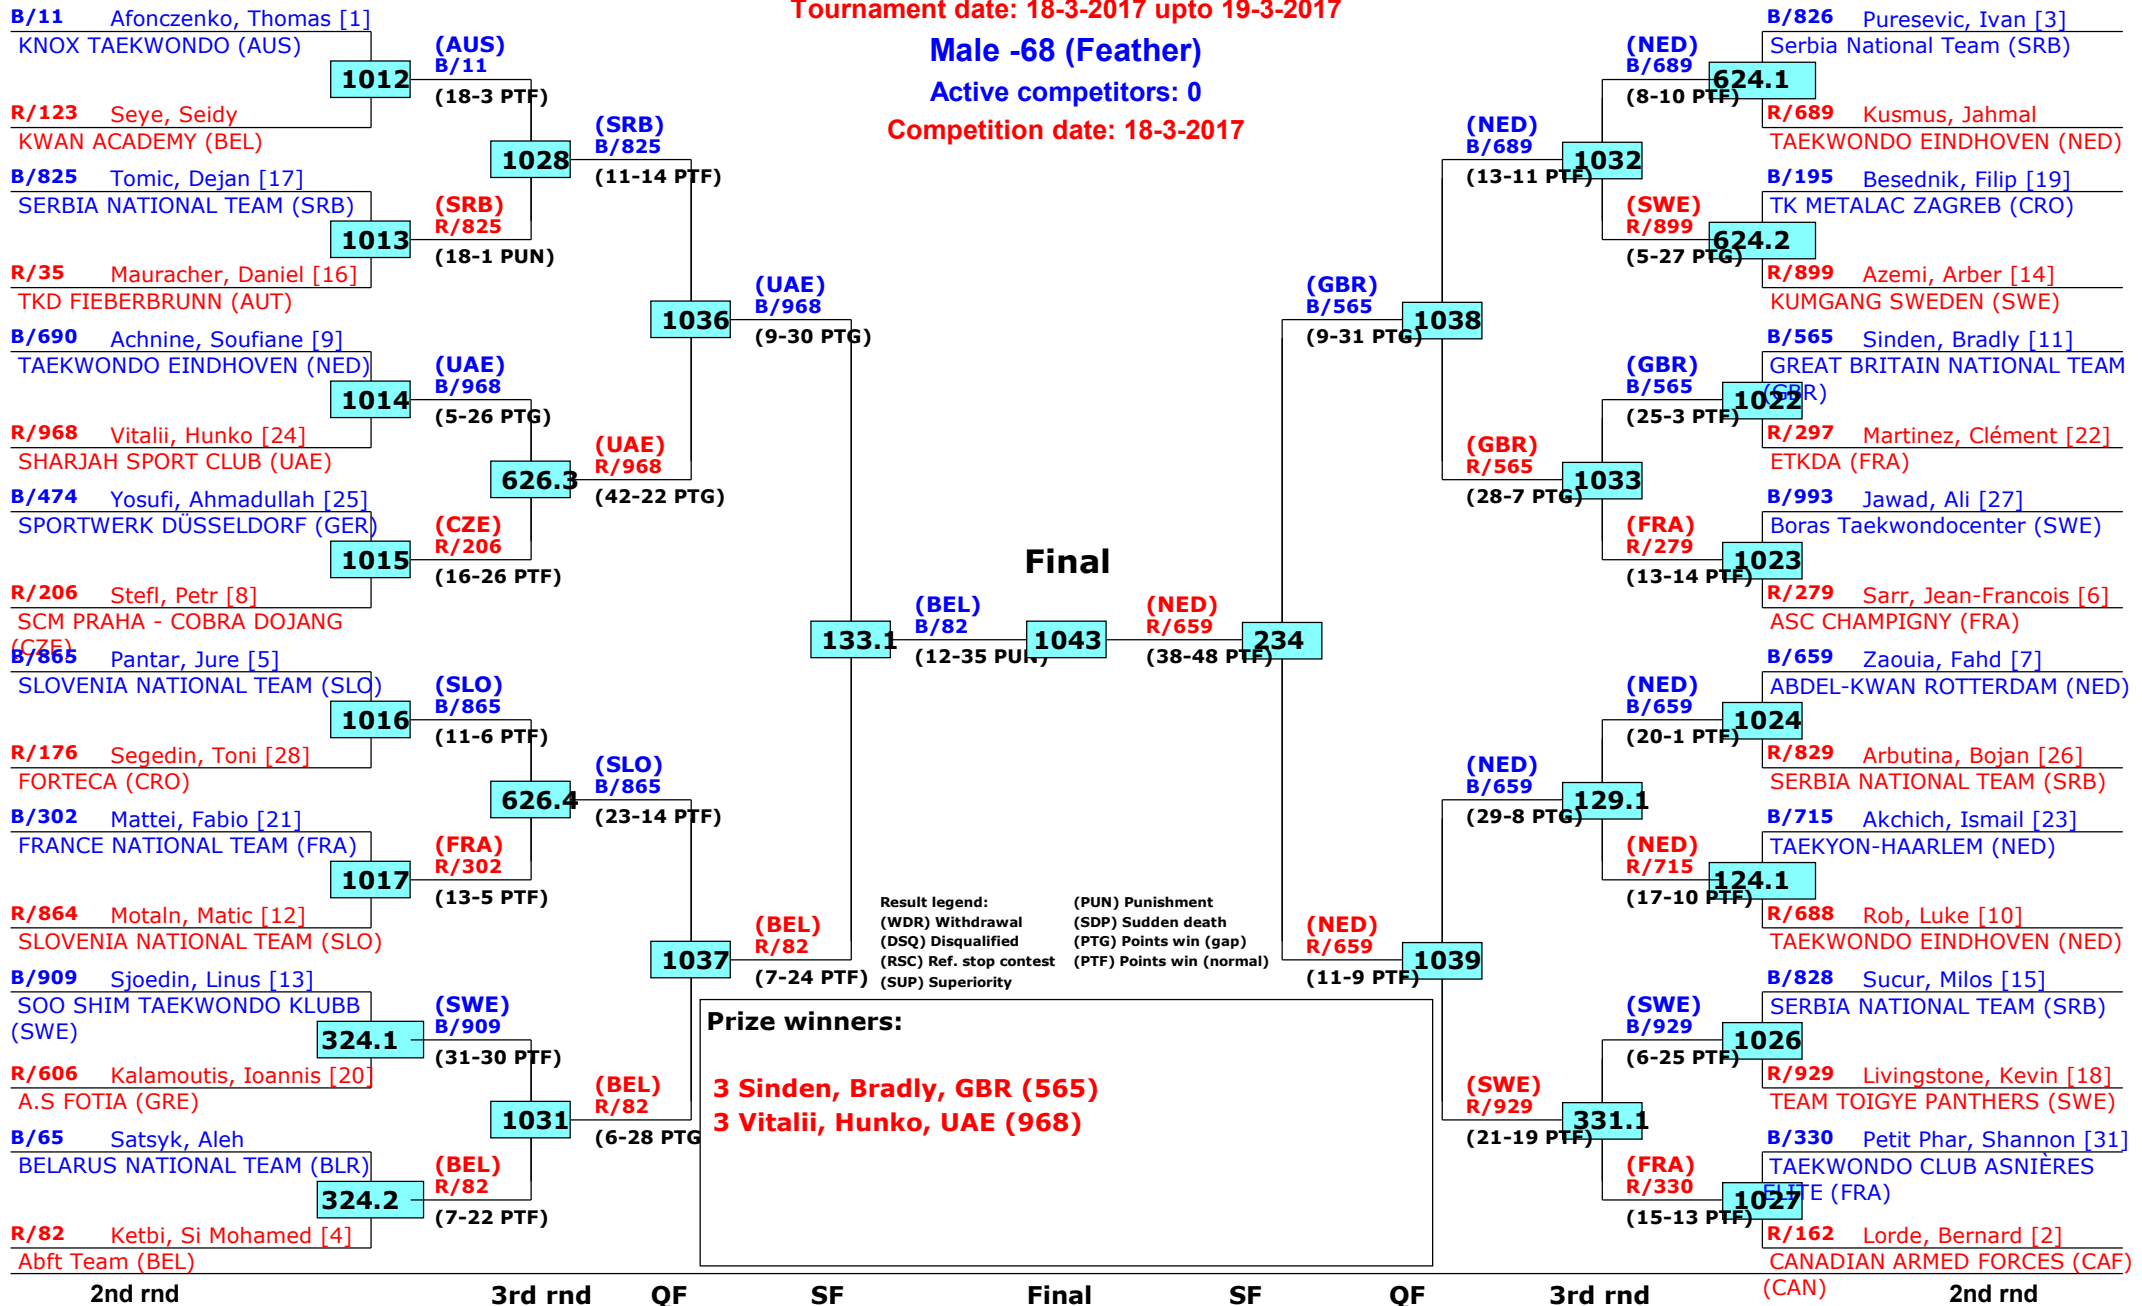 Tournament date: 18-3-2017 upto 19-3-2017
Male -68 (Feather)
Active competitors: 0
Competition date: 18-3-2017
B/11 Afonczenko, Thomas [1]
KNOX TAEKWONDO (AUS)
1012
R/123 Seye, Seidy
KWAN ACADEMY (BEL)
B/825 Tomic, Dejan [17]
SERBIA NATIONAL TEAM (SRB)
1013
R/35 Mauracher, Daniel [16]
TKD FIEBERBRUNN (AUT)
B/690 Achnine, Soufiane [9]
TAEKWONDO EINDHOVEN (NED)
1014
R/968 Vitalii, Hunko [24]
SHARJAH SPORT CLUB (UAE)
B/474 Yosufi, Ahmadullah [25]
SPORTWERK DÜSSELDORF (GER)
1015
R/206 Stefl, Petr [8]
SCM PRAHA - COBRA DOJANG
(CZE)
B/865 Pantar, Jure [5]
SLOVENIA NATIONAL TEAM (SLO)
1016
R/176 Segedin, Toni [28]
FORTECA (CRO)
B/302 Mattei, Fabio [21]
FRANCE NATIONAL TEAM (FRA)
1017
R/864 Motaln, Matic [12]
SLOVENIA NATIONAL TEAM (SLO)
B/909 Sjoedin, Linus [13]
SOO SHIM TAEKWONDO KLUBB
(SWE)
324.1
R/606 Kalamoutis, Ioannis [20]
A.S FOTIA (GRE)
B/65 Satsyk, Aleh
BELARUS NATIONAL TEAM (BLR)
324.2
R/82 Ketbi, Si Mohamed [4]
Abft Team (BEL)
(AUS)
B/11
(18-3 PTF)
1028
(SRB)
R/825
(18-1 PUN)
(UAE)
B/968
(5-26 PTG)
626.3
(CZE)
R/206
(16-26 PTF)
(SLO)
B/865
(11-6 PTF)
626.4
(FRA)
R/302
(13-5 PTF)
(SWE)
B/909
(31-30 PTF)
1031
(BEL)
R/82
(7-22 PTF)
(SRB)
B/825
(11-14 PTF)
1036
(UAE)
R/968
(42-22 PTG)
(SLO)
B/865
(23-14 PTF)
1037
(BEL)
R/82
(6-28 PTG
(UAE)
B/968
(9-30 PTG)
133.1
(BEL)
R/82
(7-24 PTF)
Final
(BEL)
B/82
(12-35 PUN)
1043
(NED)
R/659
(38-48 PTF)
234
(GBR)
B/565
(9-31 PTG)
(NED)
R/659
(11-9 PTF)
(NED)
B/689
(13-11 PTF)
1038
(GBR)
R/565
(28-7 PTG)
(NED)
B/659
(29-8 PTG)
1039
(SWE)
R/929
(21-19 PTF)
(NED)
B/689
(8-10 PTF)
1032
(SWE)
R/899
(5-27 PTG)
(GBR)
B/565
(25-3 PTF)
1033
(FRA)
R/279
(13-14 PTF)
(NED)
B/659
(20-1 PTF)
129.1
(NED)
R/715
(17-10 PTF)
(SWE)
B/929
(6-25 PTF)
331.1
(FRA)
R/330
(15-13 PTF)
B/826 Puresevic, Ivan [3]
Serbia National Team (SRB)
624.1
R/689 Kusmus, Jahmal
TAEKWONDO EINDHOVEN (NED)
B/195 Besednik, Filip [19]
TK METALAC ZAGREB (CRO)
624.2
R/899 Azemi, Arber [14]
KUMGANG SWEDEN (SWE)
B/565 Sinden, Bradly [11]
GREAT BRITAIN NATIONAL TEAM
(GBR)
1022
R/297 Martinez, Clément [22]
ETKDA (FRA)
B/993 Jawad, Ali [27]
Boras Taekwondocenter (SWE)
1023
R/279 Sarr, Jean-Francois [6]
ASC CHAMPIGNY (FRA)
B/659 Zaouia, Fahd [7]
ABDEL-KWAN ROTTERDAM (NED)
1024
R/829 Arbutina, Bojan [26]
SERBIA NATIONAL TEAM (SRB)
B/715 Akchich, Ismail [23]
TAEKYON-HAARLEM (NED)
124.1
R/688 Rob, Luke [10]
TAEKWONDO EINDHOVEN (NED)
B/828 Sucur, Milos [15]
SERBIA NATIONAL TEAM (SRB)
1026
R/929 Livingstone, Kevin [18]
TEAM TOIGYE PANTHERS (SWE)
B/330 Petit Phar, Shannon [31]
TAEKWONDO CLUB ASNIÈRES
ELITE (FRA)
1027
R/162 Lorde, Bernard [2]
CANADIAN ARMED FORCES (CAF)
(CAN)
Result legend:
(WDR) Withdrawal
(DSQ) Disqualified
(RSC) Ref. stop contest
(SUP) Superiority
(PUN) Punishment
(SDP) Sudden death
(PTG) Points win (gap)
(PTF) Points win (normal)
Prize winners:
3 Sinden, Bradly, GBR (565)
3 Vitalii, Hunko, UAE (968)
2nd rnd 3rd rnd QF SF Final SF QF 3rd rnd 2nd rnd